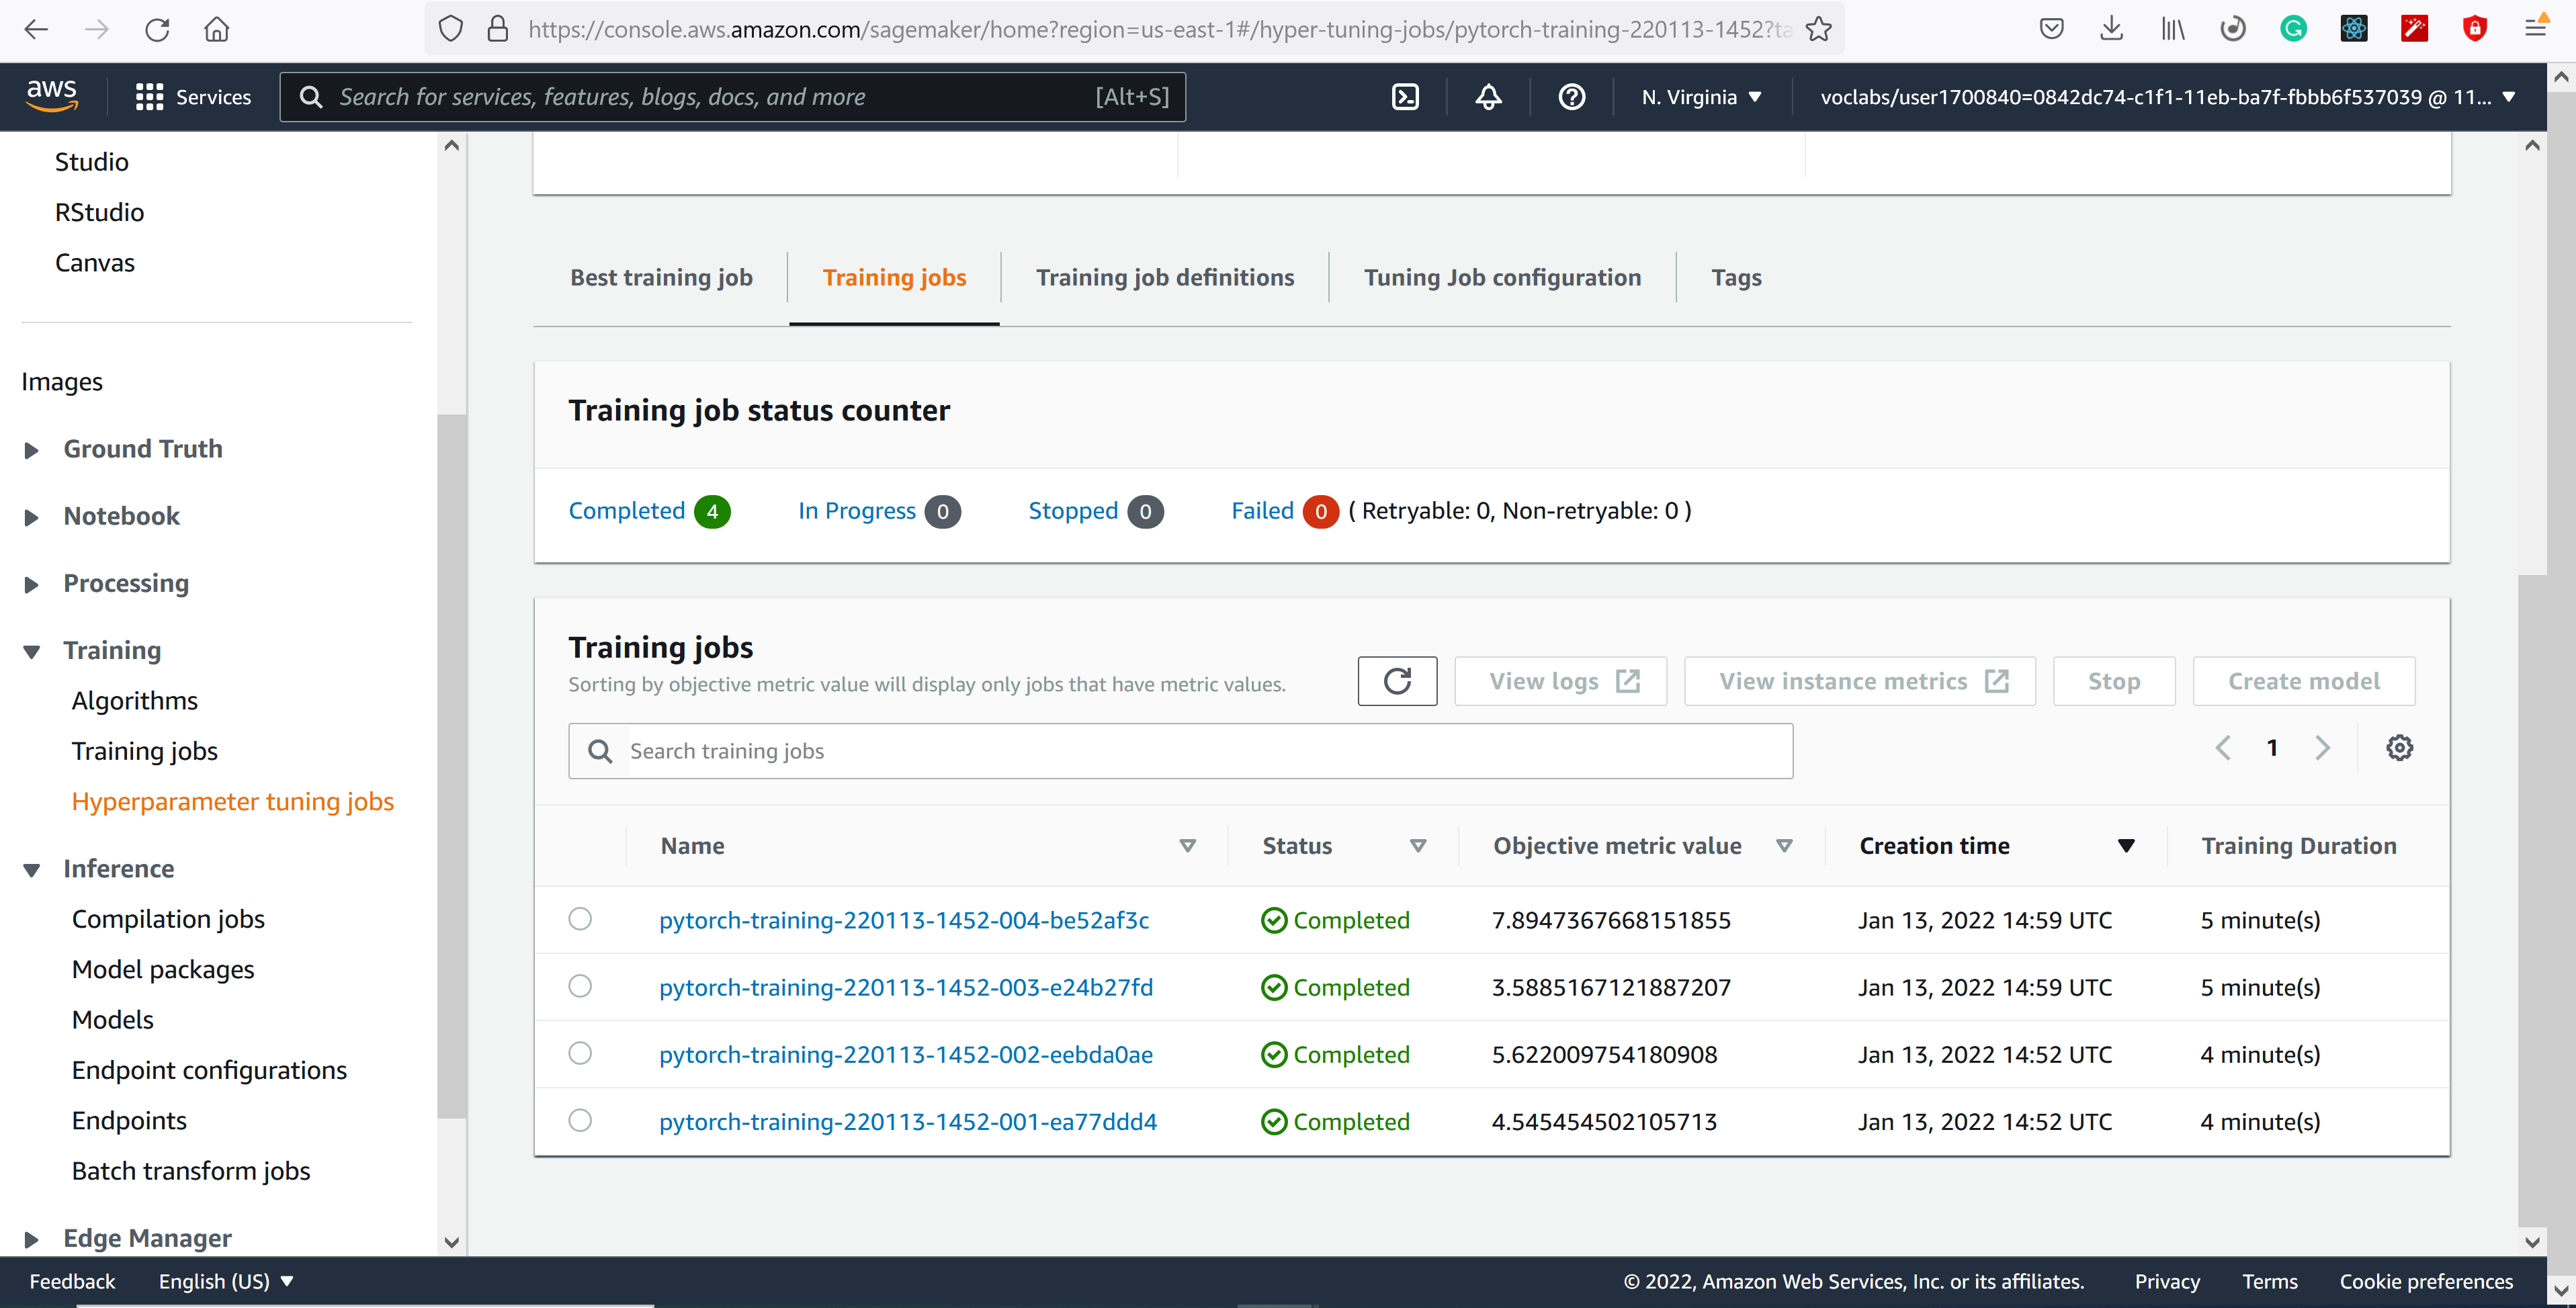 https://console.aws.amazon.com/sagemaker/home?region=us-east-1#/hyper-tuning-jobs/pytorch-training-220113-1452?ta
aws Services Search for services, features, blogs, docs, and more [Alt+S] N. Virginia voclabs/user1700840=0842dc74-c1f1-11eb-ba7f-fbbb6f537039 @ 11...
Studio
RStudio
Canvas
Images
Ground Truth
Notebook
Processing
Training
Algorithms
Training jobs
Hyperparameter tuning jobs
Inference
Compilation jobs
Model packages
Models
Endpoint configurations
Endpoints
Batch transform jobs
Edge Manager
Best training job Training jobs Training job definitions Tuning Job configuration Tags
Training job status counter
Completed 4 In Progress 0 Stopped 0 Failed 0 ( Retryable: 0, Non-retryable: 0 )
Training jobs
Sorting by objective metric value will display only jobs that have metric values.
View logs View instance metrics Stop Create model
Search training jobs 1
Name Status Objective metric value Creation time Training Duration
pytorch-training-220113-1452-004-be52af3c Completed 7.8947367668151855 Jan 13, 2022 14:59 UTC 5 minute(s)
pytorch-training-220113-1452-003-e24b27fd Completed 3.5885167121887207 Jan 13, 2022 14:59 UTC 5 minute(s)
pytorch-training-220113-1452-002-eebda0ae Completed 5.622009754180908 Jan 13, 2022 14:52 UTC 4 minute(s)
pytorch-training-220113-1452-001-ea77ddd4 Completed 4.545454502105713 Jan 13, 2022 14:52 UTC 4 minute(s)
Feedback English (US) © 2022, Amazon Web Services, Inc. or its affiliates. Privacy Terms Cookie preferences